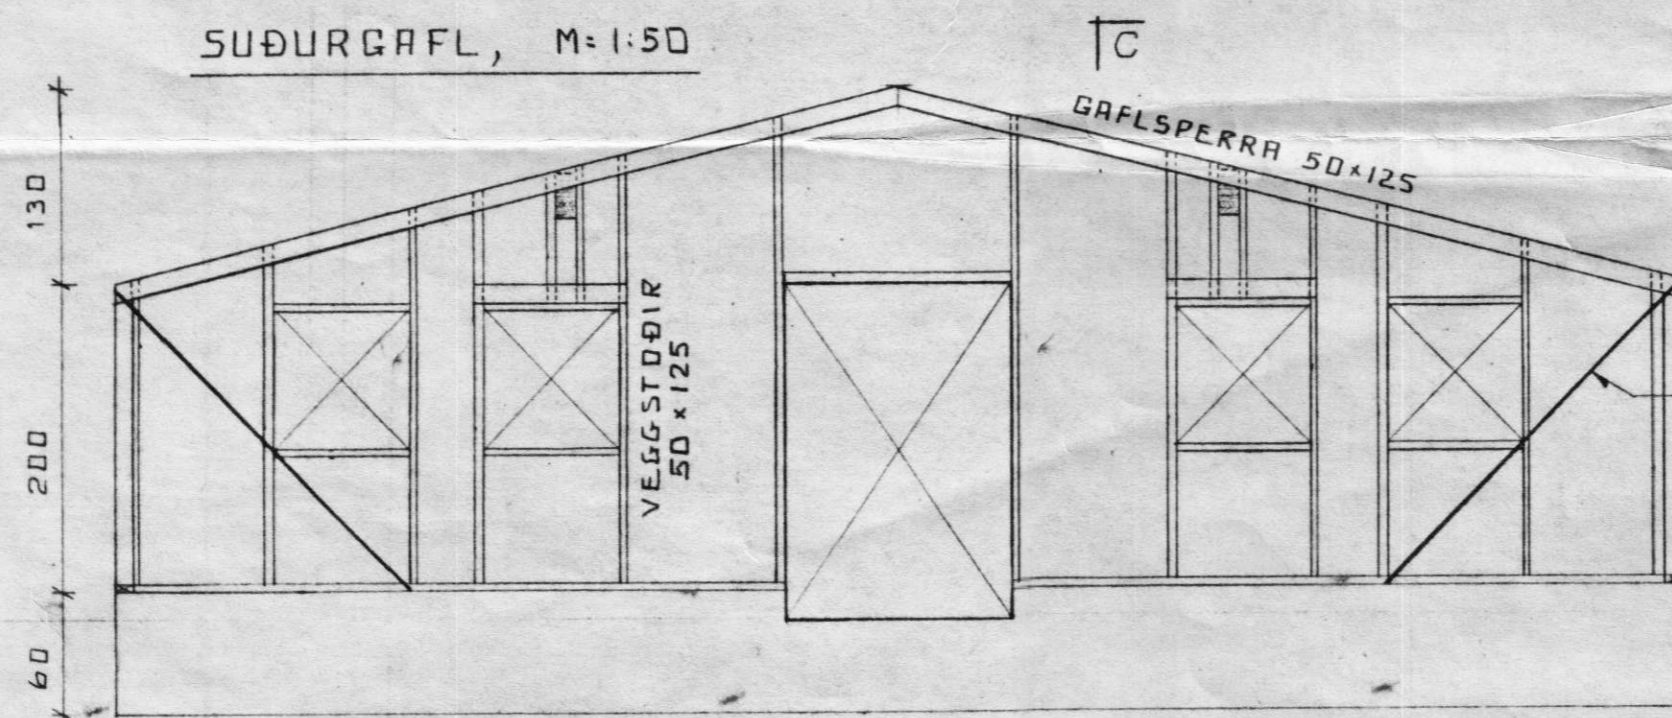 SUÐURGAFL, M=1:50
C
GAFLSPERRA 50×125
130
VEGGSTOÐIR
50×125
200
60